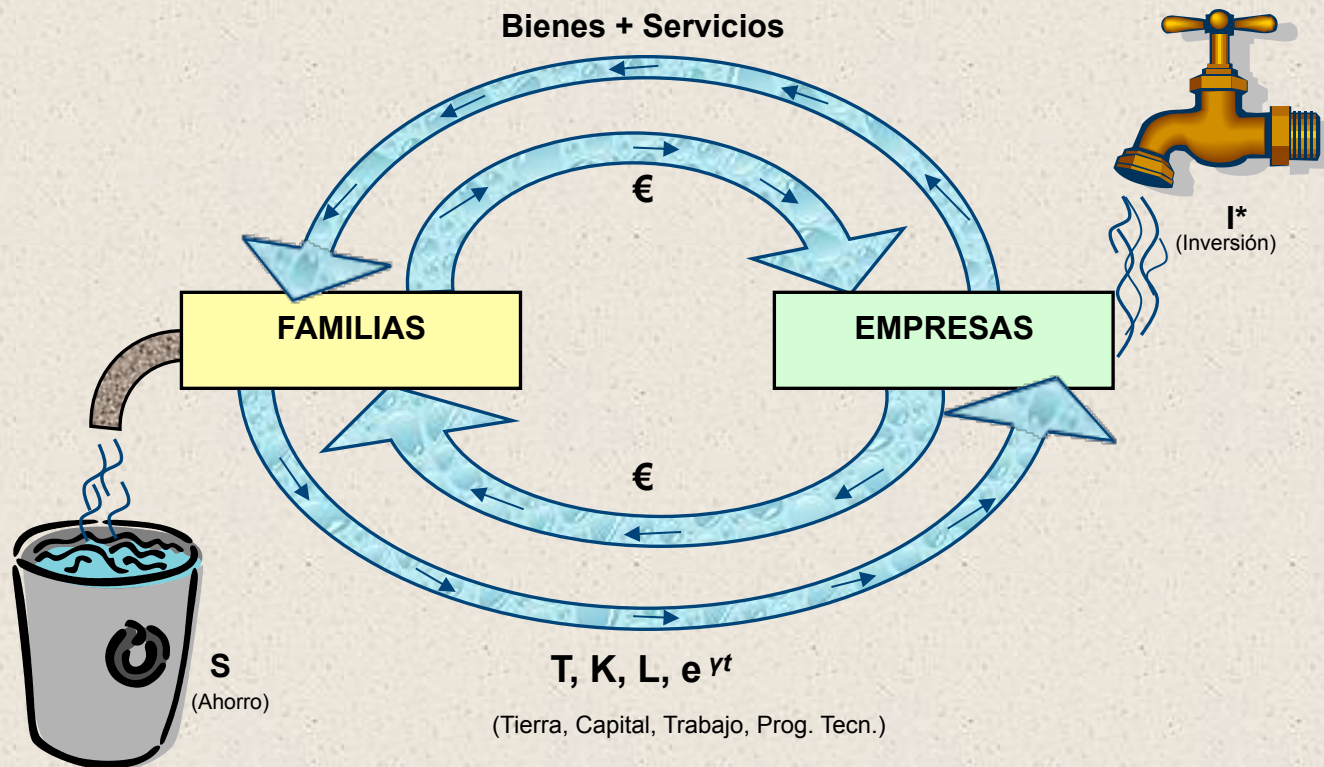 Bienes + Servicios
€
I*
(Inversión)
FAMILIAS
EMPRESAS
€
S
(Ahorro)
T, K, L, e γt
(Tierra, Capital, Trabajo, Prog. Tecn.)